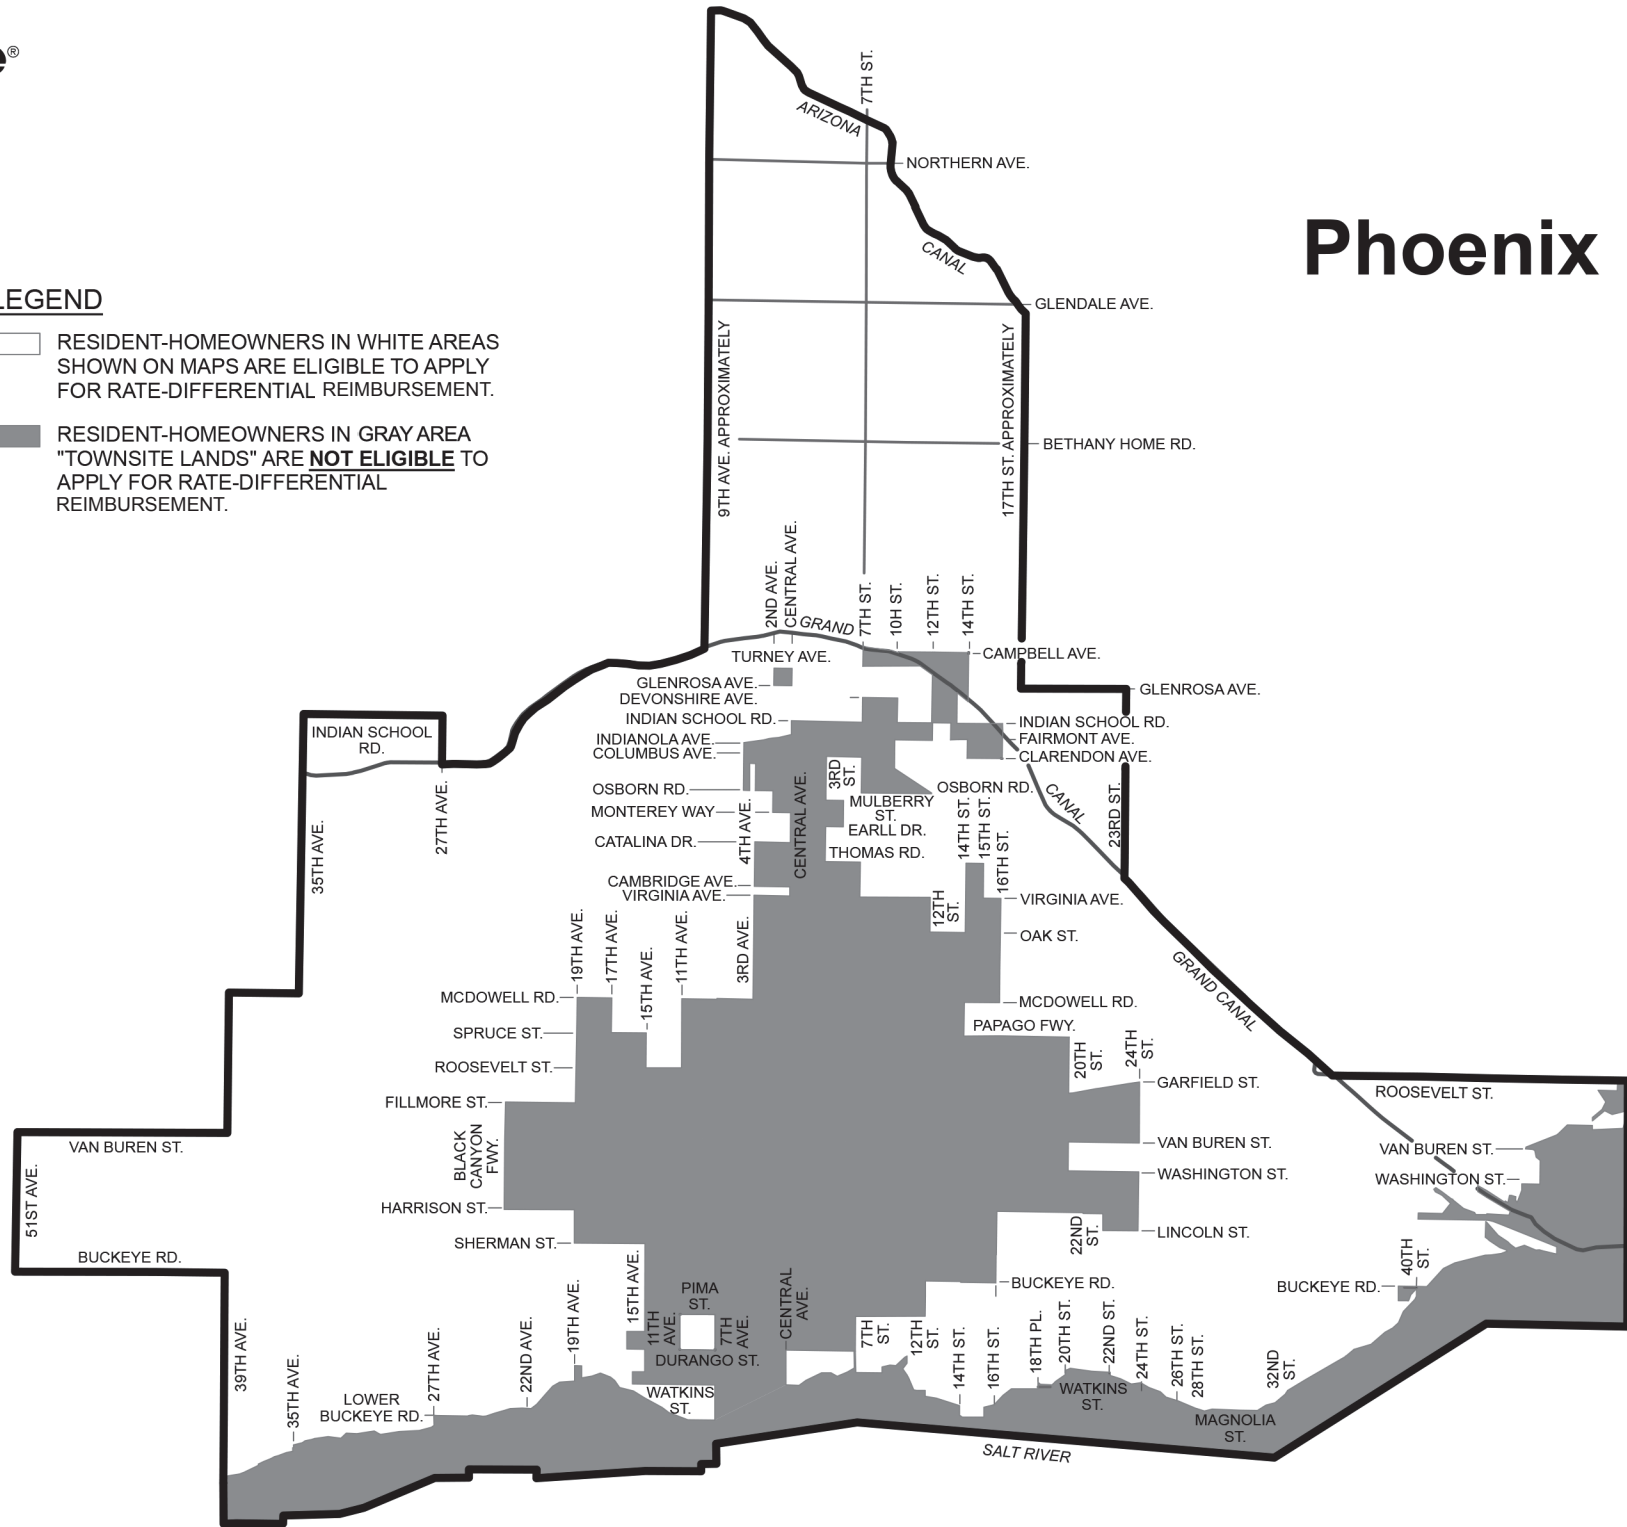 e®
Phoenix
LEGEND
RESIDENT-HOMEOWNERS IN WHITE AREAS
SHOWN ON MAPS ARE ELIGIBLE TO APPLY
FOR RATE-DIFFERENTIAL REIMBURSEMENT.
RESIDENT-HOMEOWNERS IN GRAY AREA
"TOWNSITE LANDS" ARE NOT ELIGIBLE TO
APPLY FOR RATE-DIFFERENTIAL
REIMBURSEMENT.
7TH ST.
ARIZONA
NORTHERN AVE.
CANAL
GLENDALE AVE.
9TH AVE. APPROXIMATELY
17TH ST. APPROXIMATELY
BETHANY HOME RD.
2ND AVE.
CENTRAL AVE.
GRAND
7TH ST.
10H ST.
12TH ST.
14TH ST.
TURNEY AVE.
CAMPBELL AVE.
GLENROSA AVE.
GLENROSA AVE.
DEVONSHIRE AVE.
INDIAN SCHOOL RD.
INDIAN SCHOOL RD.
INDIAN SCHOOL
RD.
INDIANOLA AVE.
FAIRMONT AVE.
COLUMBUS AVE.
CLARENDON AVE.
3RD
ST.
OSBORN RD.
OSBORN RD.
CANAL
23RD ST.
MONTEREY WAY
MULBERRY
ST.
EARLL DR.
CATALINA DR.
4TH AVE.
CENTRAL AVE.
THOMAS RD.
14TH ST.
15TH ST.
16TH ST.
27TH AVE.
35TH AVE.
CAMBRIDGE AVE.
VIRGINIA AVE.
VIRGINIA AVE.
12TH
ST.
OAK ST.
19TH AVE.
17TH AVE.
15TH AVE.
11TH AVE.
3RD AVE.
GRAND CANAL
MCDOWELL RD.
MCDOWELL RD.
PAPAGO FWY.
SPRUCE ST.
20TH
ST.
24TH
ST.
ROOSEVELT ST.
GARFIELD ST.
ROOSEVELT ST.
FILLMORE ST.
BLACK
CANYON
FWY.
VAN BUREN ST.
VAN BUREN ST.
VAN BUREN ST.
WASHINGTON ST.
WASHINGTON ST.
51ST AVE.
HARRISON ST.
SHERMAN ST.
22ND
ST.
LINCOLN ST.
BUCKEYE RD.
BUCKEYE RD.
BUCKEYE RD.
40TH
ST.
PIMA
ST.
15TH AVE.
11TH
AVE.
7TH
AVE.
CENTRAL
AVE.
DURANGO ST.
7TH
ST.
12TH
ST.
14TH ST.
16TH ST.
18TH PL.
20TH ST.
22ND ST.
24TH ST.
26TH ST.
28TH ST.
32ND
ST.
39TH AVE.
35TH AVE.
27TH AVE.
22ND AVE.
19TH AVE.
LOWER
BUCKEYE RD.
WATKINS
ST.
WATKINS
ST.
MAGNOLIA
ST.
SALT RIVER